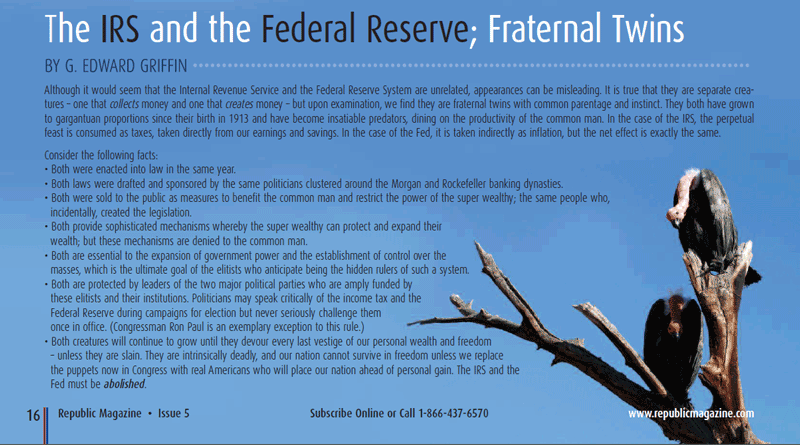 The IRS and the Federal Reserve; Fraternal Twins
BY G. EDWARD GRIFFIN
Although it would seem that the Internal Revenue Service and the Federal Reserve System are unrelated, appearances can be misleading. It is true that they are separate crea-
tures – one that collects money and one that creates money – but upon examination, we find they are fraternal twins with common parentage and instinct. They both have grown
to gargantuan proportions since their birth in 1913 and have become insatiable predators, dining on the productivity of the common man. In the case of the IRS, the perpetual
feast is consumed as taxes, taken directly from our earnings and savings. In the case of the Fed, it is taken indirectly as inflation, but the net effect is exactly the same.
Consider the following facts:
• Both were enacted into law in the same year.
• Both laws were drafted and sponsored by the same politicians clustered around the Morgan and Rockefeller banking dynasties.
• Both were sold to the public as measures to benefit the common man and restrict the power of the super wealthy; the same people who,
incidentally, created the legislation.
• Both provide sophisticated mechanisms whereby the super wealthy can protect and expand their
wealth; but these mechanisms are denied to the common man.
• Both are essential to the expansion of government power and the establishment of control over the
masses, which is the ultimate goal of the elitists who anticipate being the hidden rulers of such a system.
• Both are protected by leaders of the two major political parties who are amply funded by
these elitists and their institutions. Politicians may speak critically of the income tax and the
Federal Reserve during campaigns for election but never seriously challenge them
once in office. (Congressman Ron Paul is an exemplary exception to this rule.)
• Both creatures will continue to grow until they devour every last vestige of our personal wealth and freedom
– unless they are slain. They are intrinsically deadly, and our nation cannot survive in freedom unless we replace
the puppets now in Congress with real Americans who will place our nation ahead of personal gain. The IRS and the
Fed must be abolished.
16 Republic Magazine • Issue 5 Subscribe Online or Call 1-866-437-6570 www.republicmagazine.com